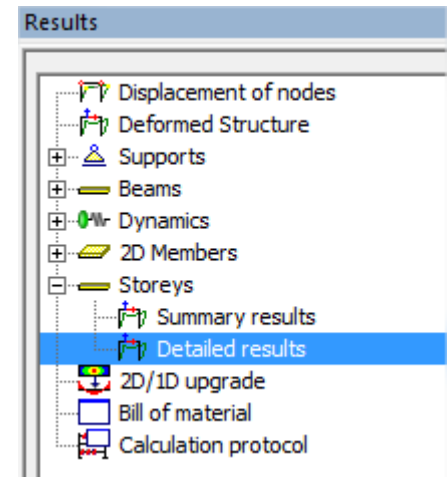 Results
Displacement of nodes
Deformed Structure
Supports
Beams
Dynamics
2D Members
Storeys
Summary results
Detailed results
2D/1D upgrade
Bill of material
Calculation protocol